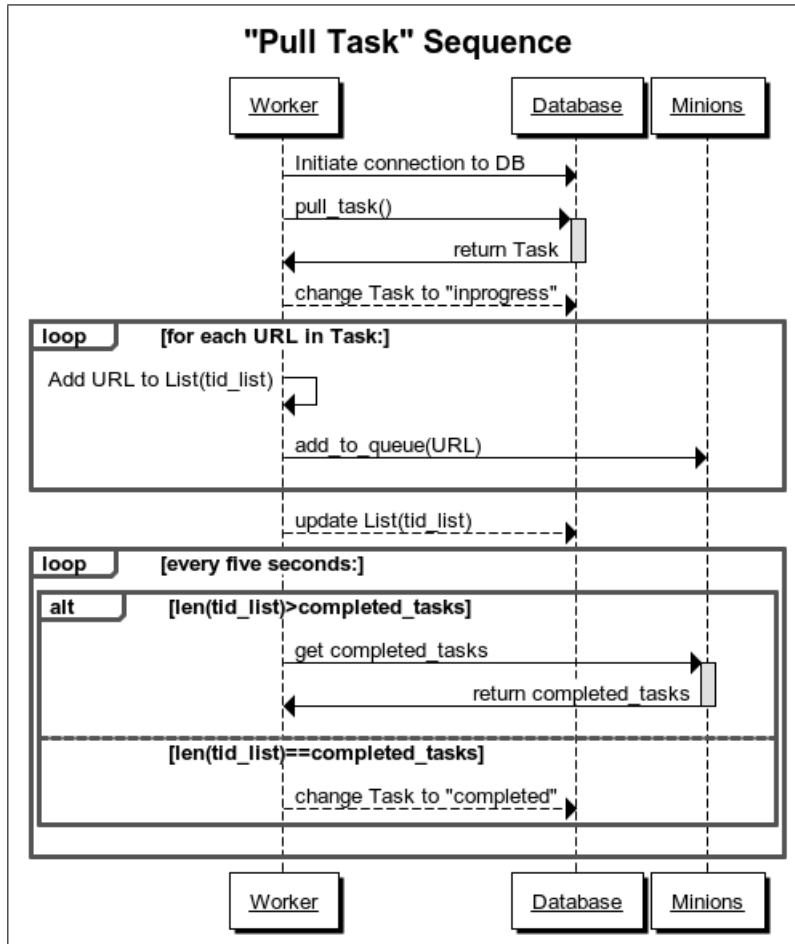 "Pull Task" Sequence
Worker Database Minions
Initiate connection to DB
pull_task()
return Task
change Task to "inprogress"
loop [for each URL in Task:]
Add URL to List(tid_list)
add_to_queue(URL)
update List(tid_list)
loop [every five seconds:]
alt [len(tid_list)>completed_tasks]
get completed_tasks
return completed_tasks
[len(tid_list)==completed_tasks]
change Task to "completed"
Worker Database Minions